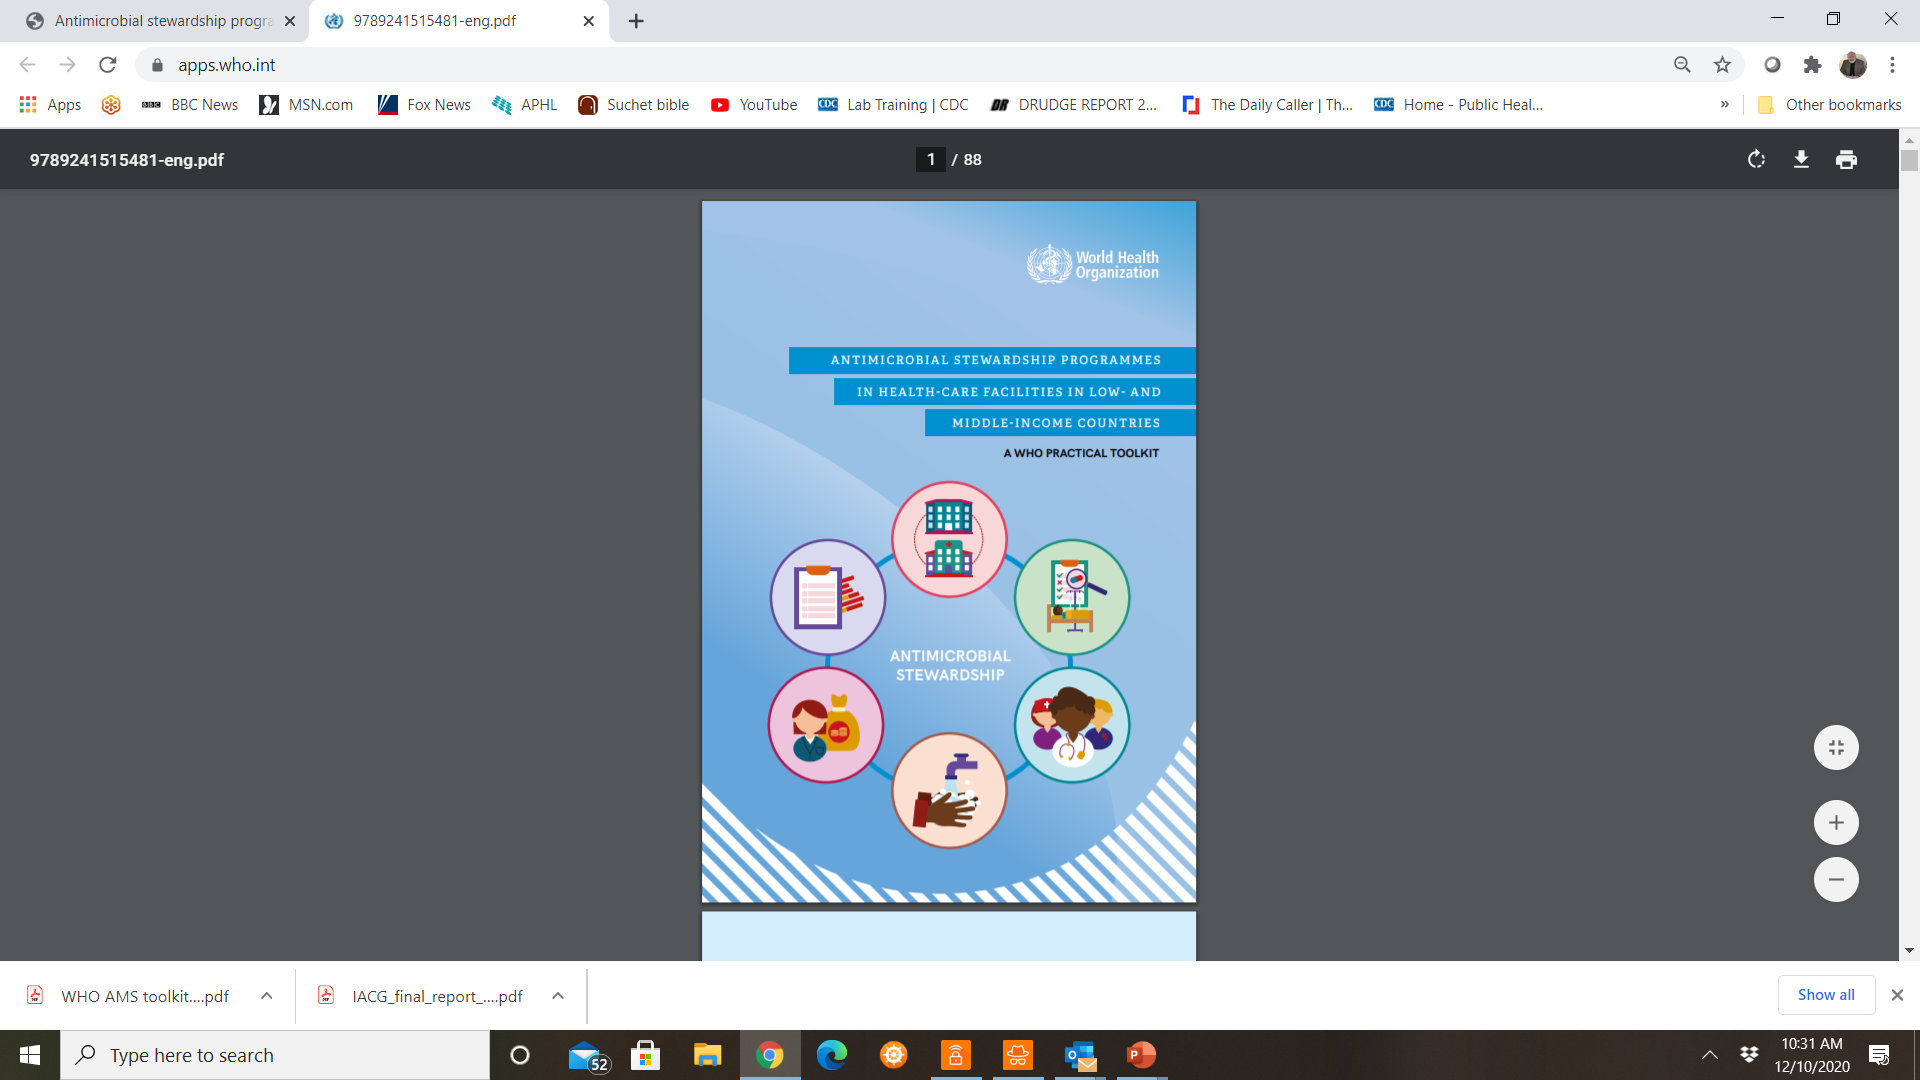 Antimicrobial stewardship progra
9789241515481-eng.pdf
apps.who.int
Apps
BBC BBC News
MSN.com
Fox News
APHL
Suchet bible
YouTube
CDC Lab Training | CDC
DR DRUDGE REPORT 2...
The Daily Caller | Th...
CDC Home - Public Heal...
»
Other bookmarks
9789241515481-eng.pdf
1 / 88
World Health
Organization
ANTIMICROBIAL STEWARDSHIP PROGRAMMES
IN HEALTH-CARE FACILITIES IN LOW- AND
MIDDLE-INCOME COUNTRIES
A WHO PRACTICAL TOOLKIT
ANTIMICROBIAL
STEWARDSHIP
WHO AMS toolkit....pdf
IACG_final_report_....pdf
Show all
Type here to search
52
10:31 AM
12/10/2020